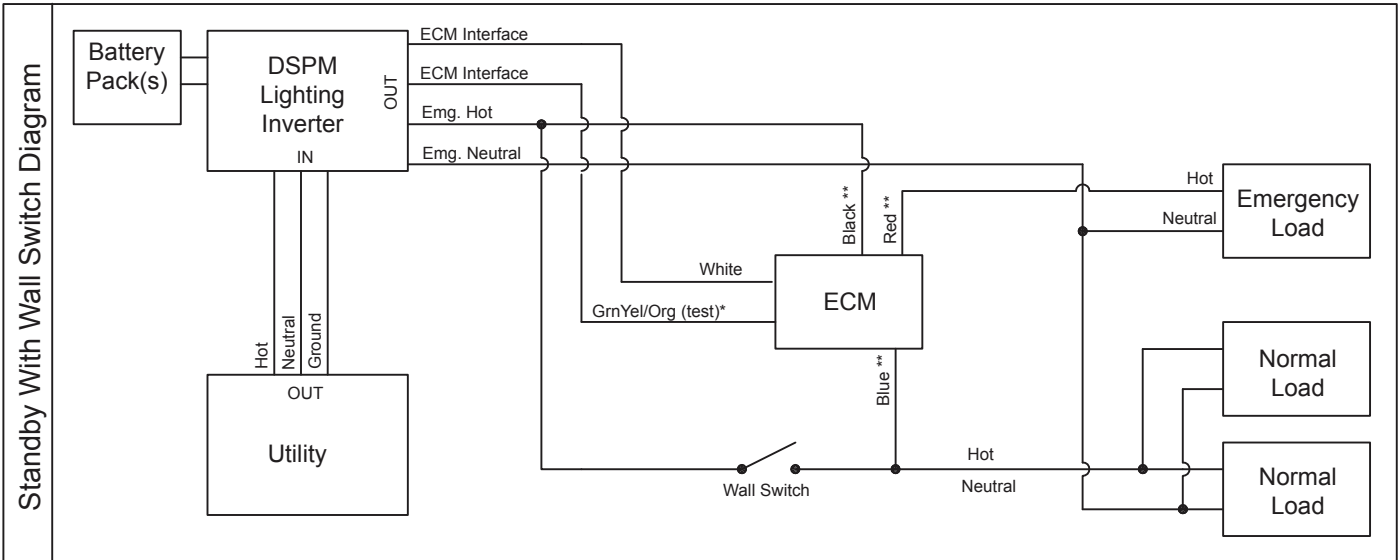 Standby With Wall Switch Diagram
Battery
Pack(s)
DSPM
Lighting
Inverter
OUT
IN
ECM Interface
ECM Interface
Emg. Hot
Emg. Neutral
Hot
Neutral
Ground
OUT
Utility
White
GrnYel/Org (test)*
Black **
Red **
ECM
Blue **
Wall Switch
Hot
Neutral
Hot
Neutral
Emergency
Load
Normal
Load
Normal
Load